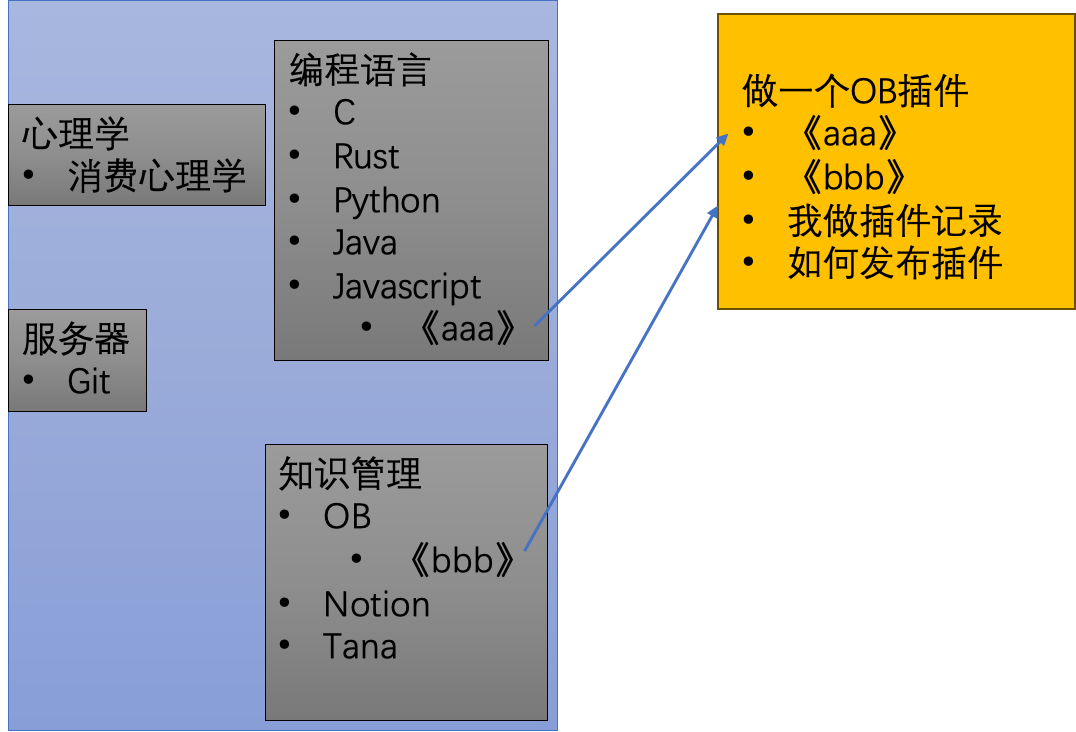 心理学
• 消费心理学
服务器
• Git
编程语言
• C
• Rust
• Python
• Java
• Javascript
• 《aaa》
知识管理
• OB
• 《bbb》
• Notion
• Tana
做一个OB插件
• 《aaa》
• 《bbb》
• 我做插件记录
• 如何发布插件